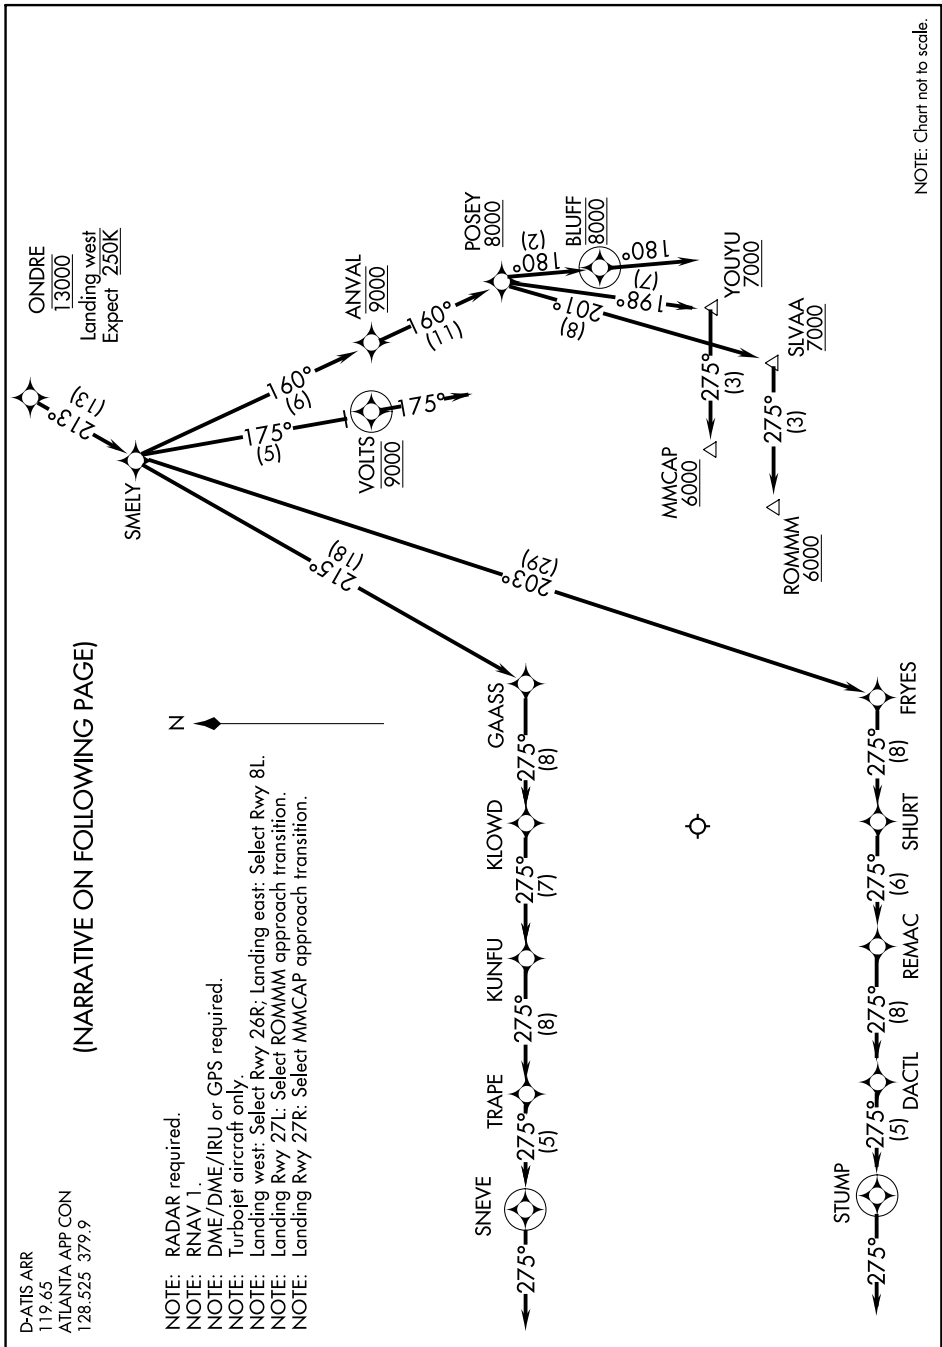 D-ATIS ARR
119.65
ATLANTA APP CON
128.525 379.9
(NARRATIVE ON FOLLOWING PAGE)
NOTE: RADAR required.
NOTE: RNAV 1.
NOTE: DME/DME/IRU or GPS required.
NOTE: Turbojet aircraft only.
NOTE: Landing west: Select Rwy 26R; Landing east: Select Rwy 8L.
NOTE: Landing Rwy 27L: Select ROMMM approach transition.
NOTE: Landing Rwy 27R: Select MMCAP approach transition.
N
ONDRE
13000
Landing west
Expect 250K
213°
(13)
SMELY
160°
(9)
ANVAL
9000
175°
(5)
VOLTS
9000
175°
160°
(11)
POSEY
8000
180°
(2)
BLUFF
8000
180°
(7)
198°
YOUYU
7000
201°
(8)
SLVAA
7000
275°
(3)
MMCAP
6000
275°
(3)
ROMMM
6000
215°
(18)
203°
(29)
GAASS
275°
(8)
KLOWD
275°
(7)
KUNFU
275°
(8)
TRAPE
275°
(5)
SNEVE
275°
FRYES
275°
(8)
SHURT
275°
(6)
REMAC
275°
(8)
DACTL
275°
(5)
STUMP
275°
NOTE: Chart not to scale.